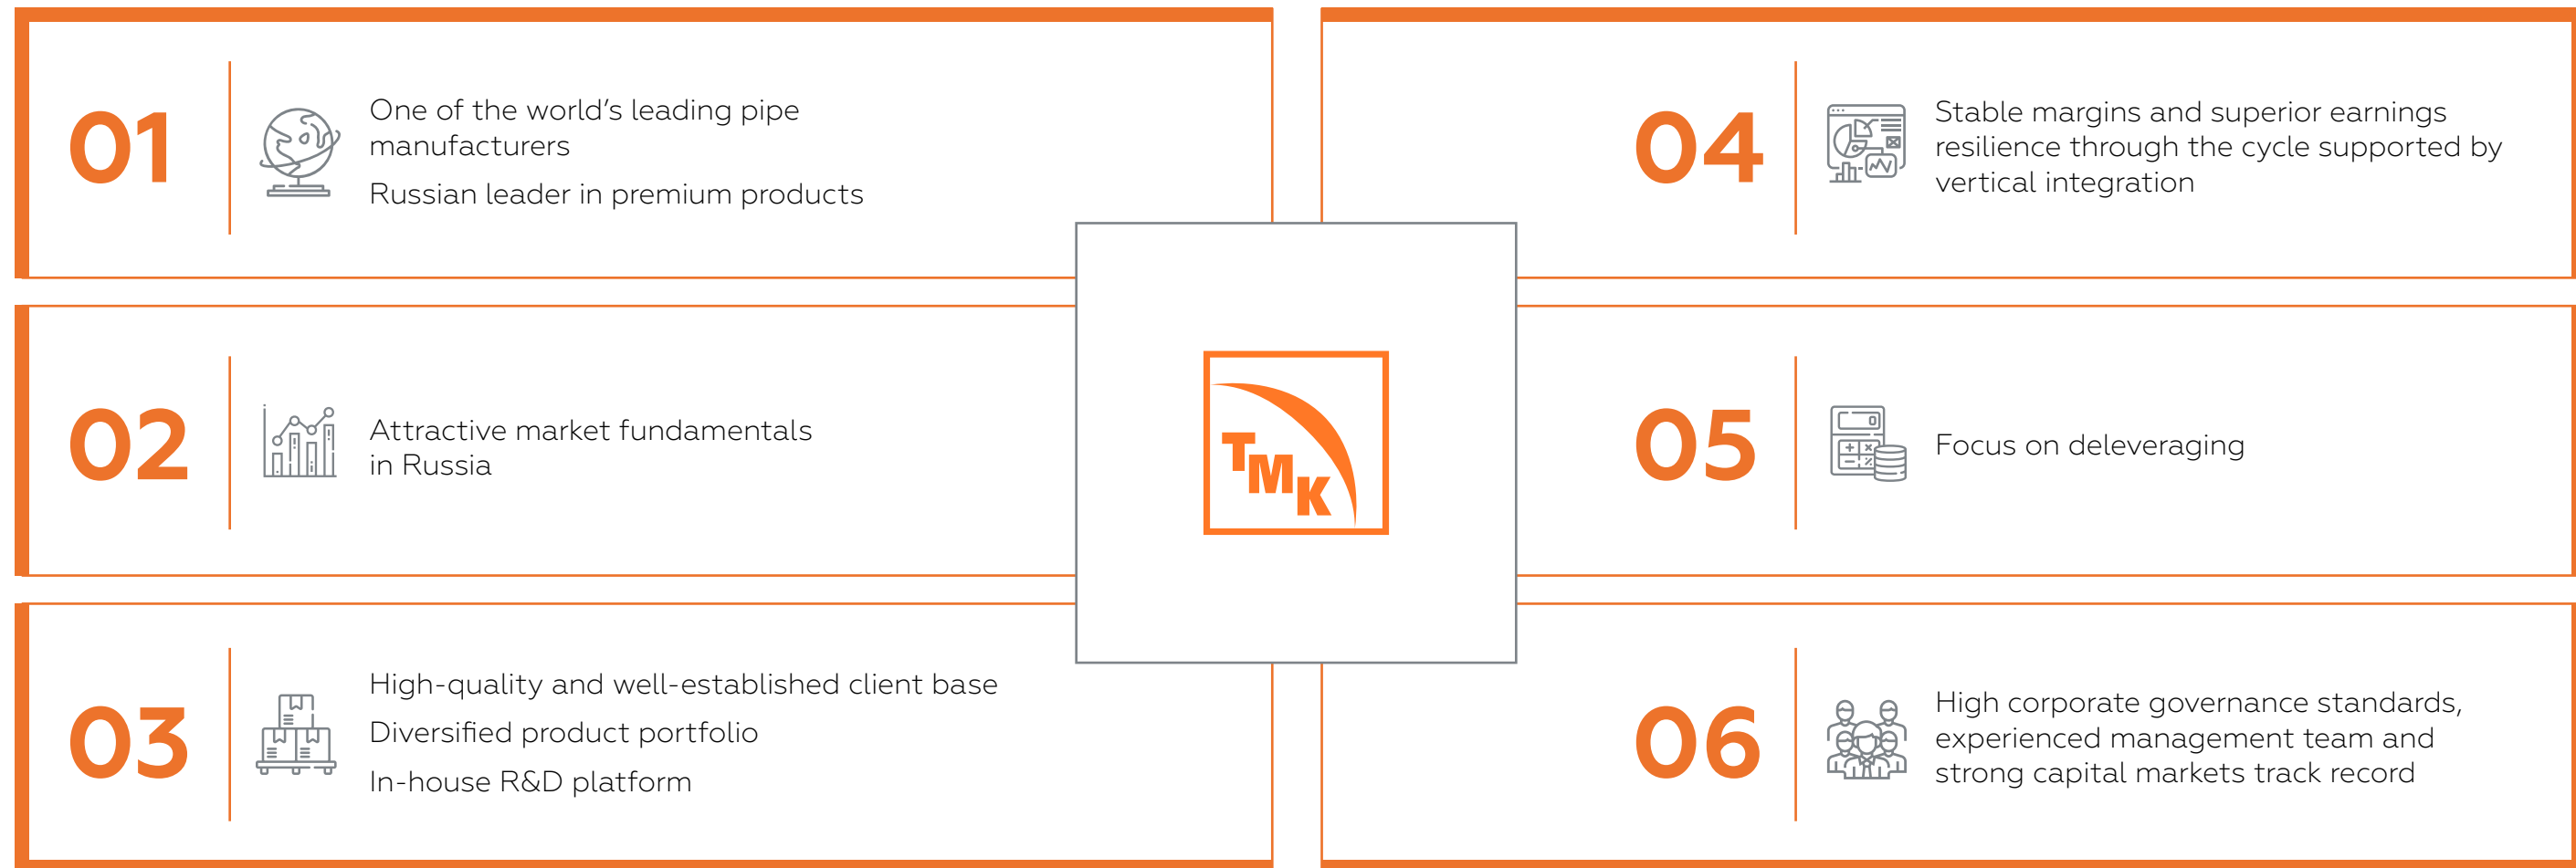 01
One of the world's leading pipe
manufacturers
Russian leader in premium products
02
Attractive market fundamentals
in Russia
03
High-quality and well-established client base
Diversified product portfolio
In-house R&D platform
TMK
04
Stable margins and superior earnings
resilience through the cycle supported by
vertical integration
05
Focus on deleveraging
06
High corporate governance standards,
experienced management team and
strong capital markets track record